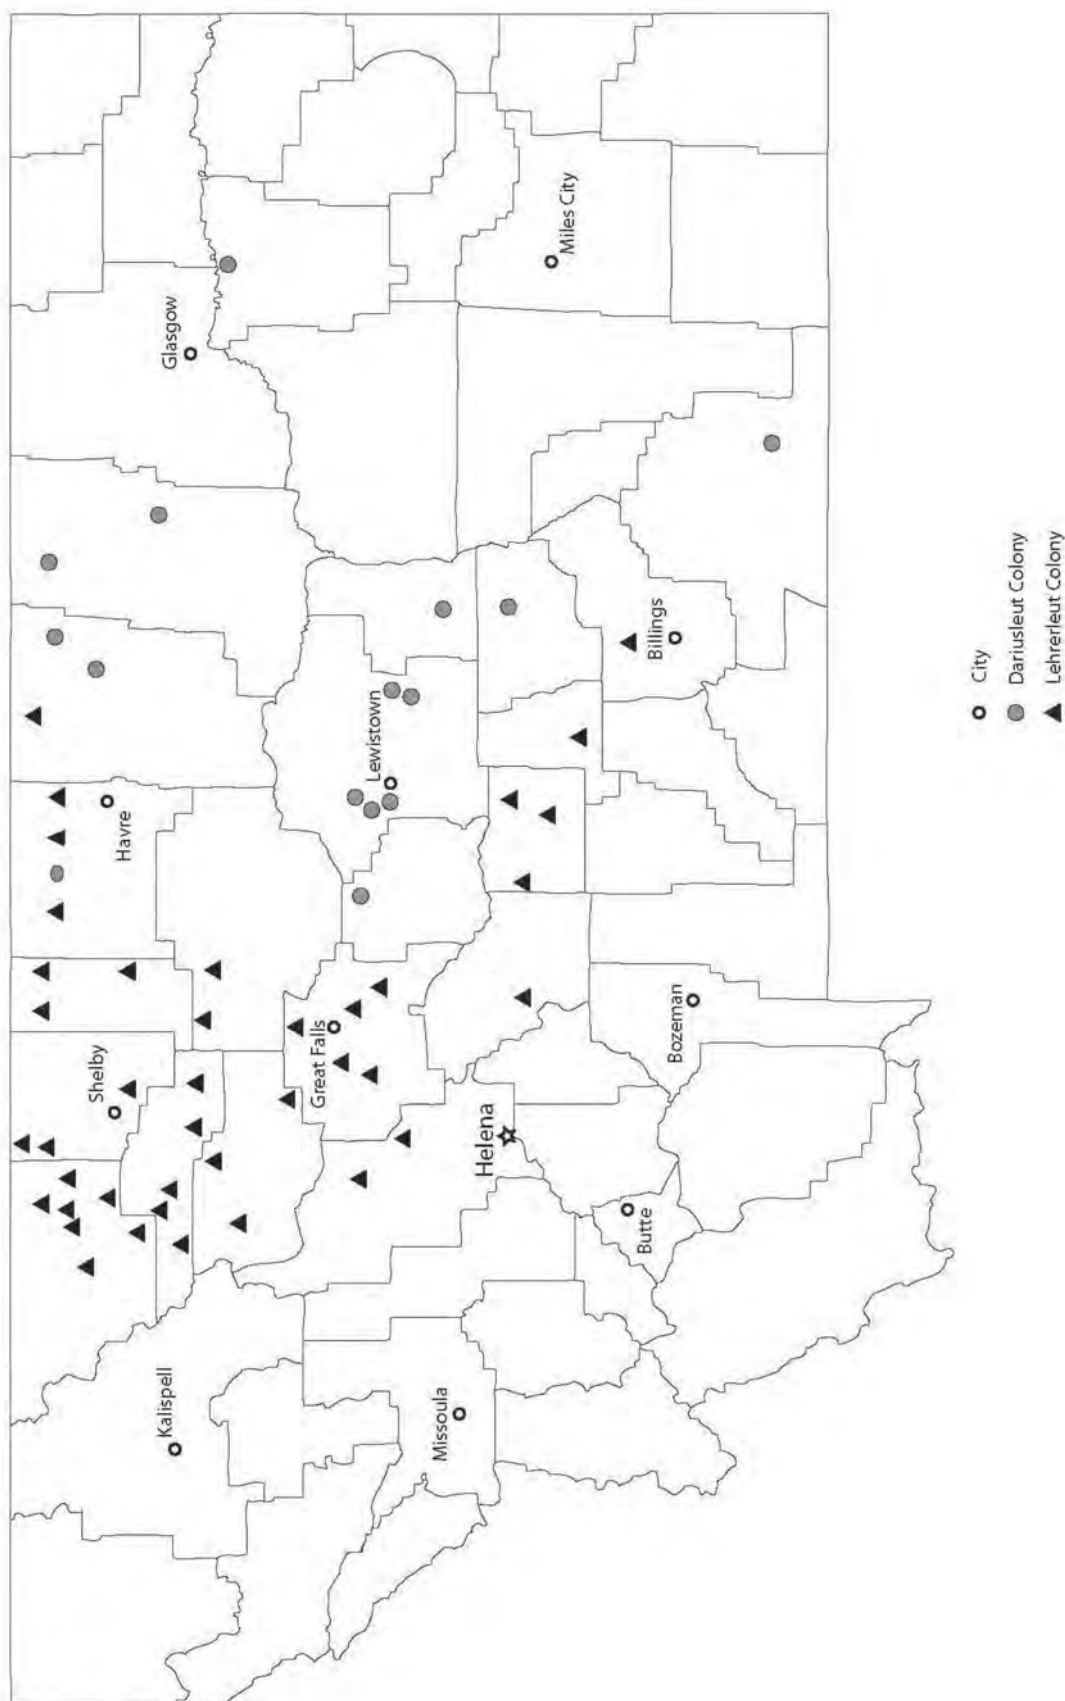 Kalispell
Shelby
Havre
Glasgow
Great Falls
Lewistown
Missoula
Helena
Miles City
Butte
Bozeman
Billings
City
Dariusleut Colony
Lehrerleut Colony